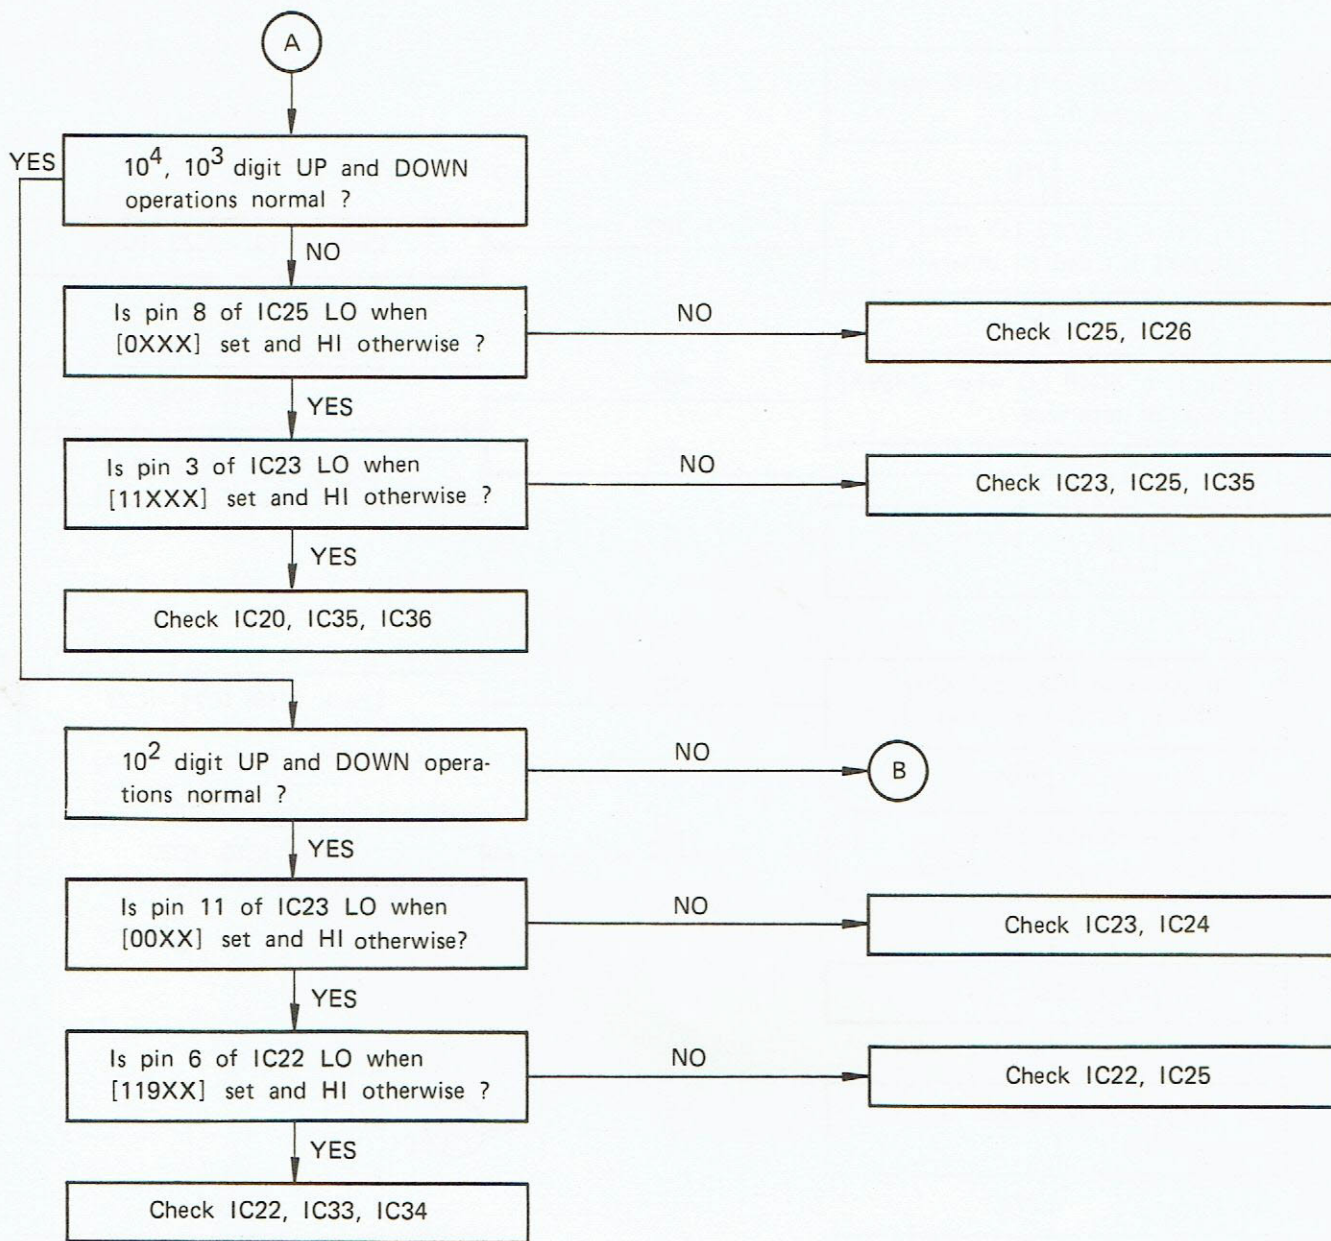 A
YES
10⁴, 10³ digit UP and DOWN
operations normal ?
NO
Is pin 8 of IC25 LO when
[0XXX] set and HI otherwise ?
NO
Check IC25, IC26
YES
Is pin 3 of IC23 LO when
[11XXX] set and HI otherwise ?
NO
Check IC23, IC25, IC35
YES
Check IC20, IC35, IC36
10² digit UP and DOWN opera-
tions normal ?
NO
B
YES
Is pin 11 of IC23 LO when
[00XX] set and HI otherwise?
NO
Check IC23, IC24
YES
Is pin 6 of IC22 LO when
[119XX] set and HI otherwise ?
NO
Check IC22, IC25
YES
Check IC22, IC33, IC34